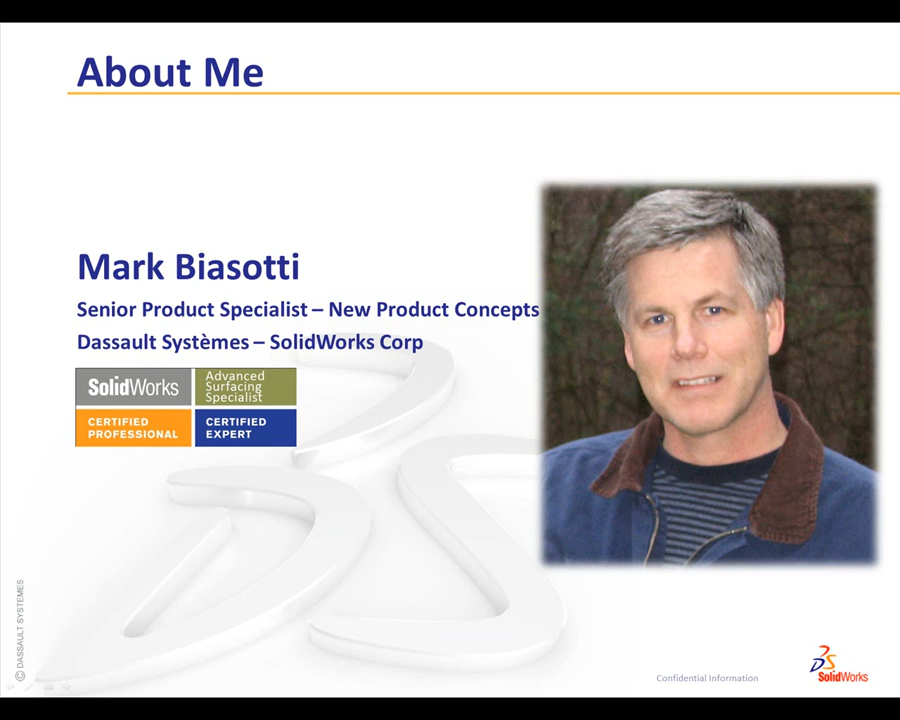 About Me
Mark Biasotti
Senior Product Specialist – New Product Concepts
Dassault Systèmes – SolidWorks Corp
SolidWorks
Advanced
Surfacing
Specialist
CERTIFIED
PROFESSIONAL
CERTIFIED
EXPERT
© DASSAULT SYSTEMES
Confidential Information
SolidWorks